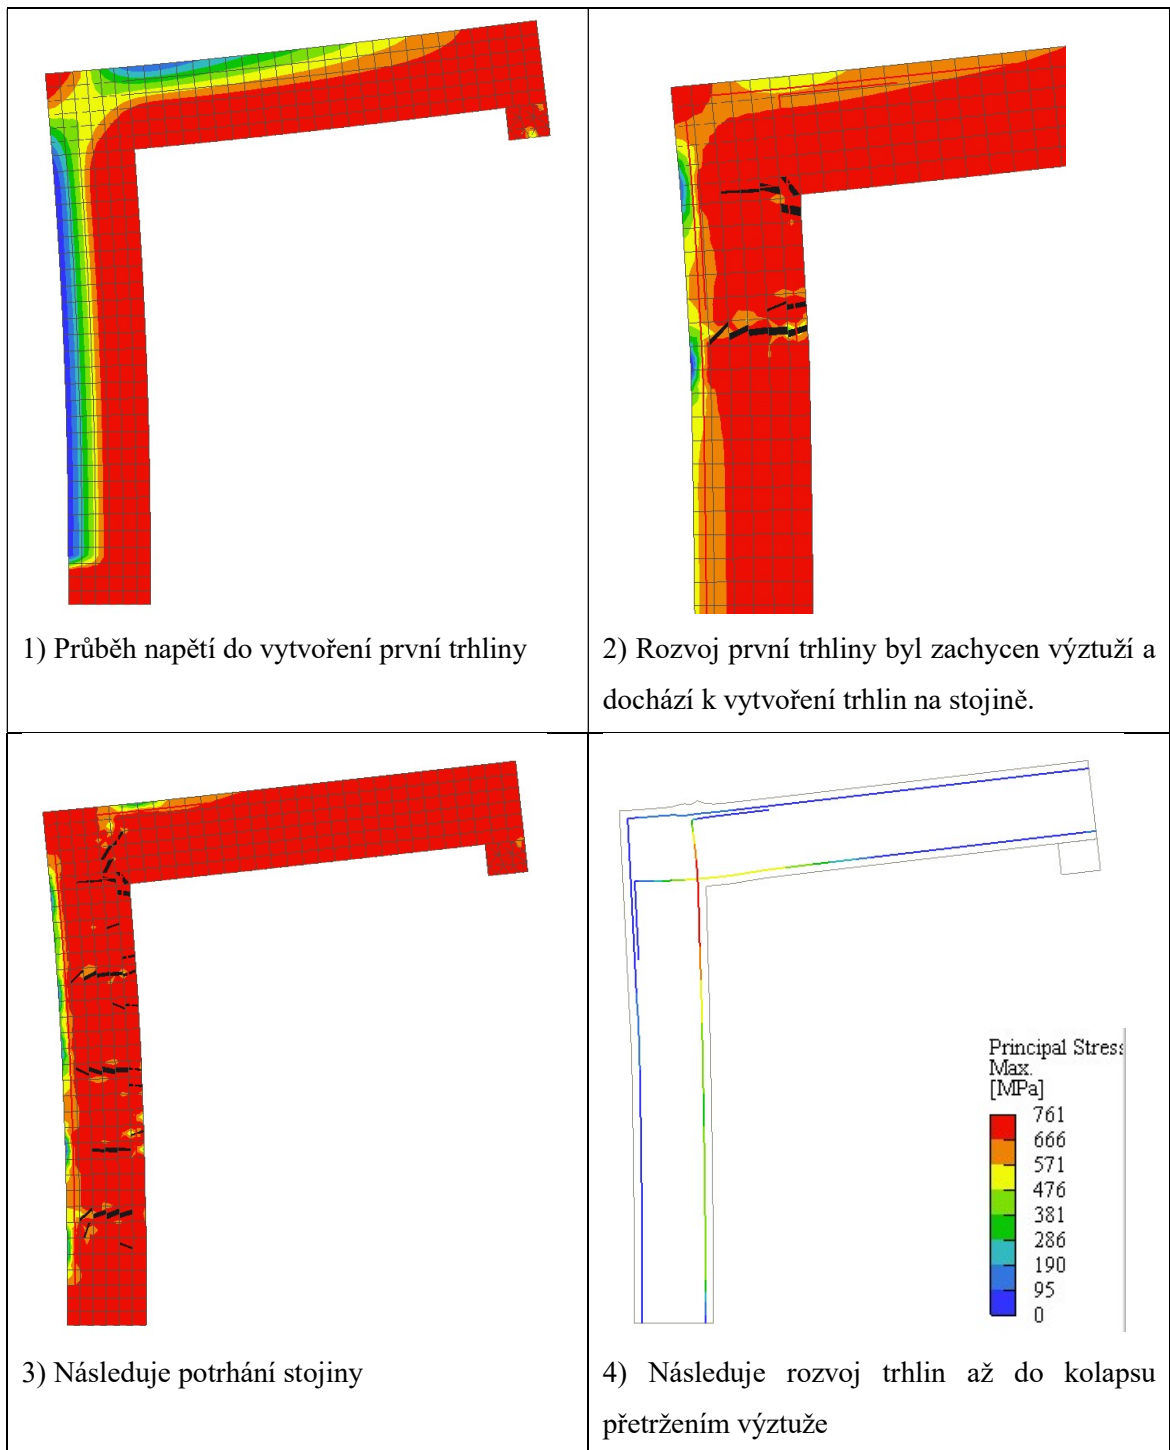 1) Průběh napětí do vytvoření první trhliny
2) Rozvoj první trhliny byl zachycen výztuží a
dochází k vytvoření trhlin na stojině.
3) Následuje potrhání stojiny
Principal Stress
Max.
[MPa]
761
666
571
476
381
286
190
95
0
4) Následuje rozvoj trhlin až do kolapsu
přetržením výztuže